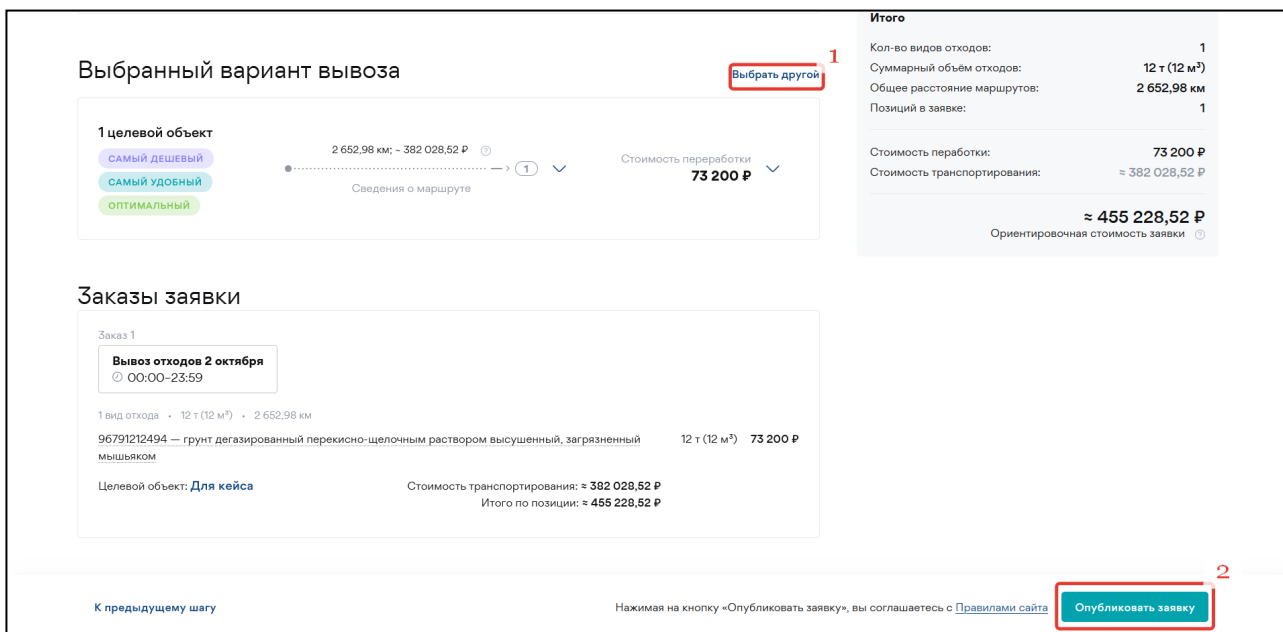 Итого
1
Выбранный вариант вывоза
Выбрать другой
Кол-во видов отходов: 1
Суммарный объём отходов: 12 т (12 м³)
Общее расстояние маршрутов: 2 652,98 км
Позиций в заявке: 1
1 целевой объект
САМЫЙ ДЕШЕВЫЙ
САМЫЙ УДОБНЫЙ
ОПТИМАЛЬНЫЙ
2 652,98 км; ~ 382 028,52 ₽ ?
1
Сведения о маршруте
Стоимость переработки
73 200 ₽
Стоимость перaботки: 73 200 ₽
Стоимость транспортирования: ≈ 382 028,52 ₽
≈ 455 228,52 ₽
Ориентировочная стоимость заявки ?
Заказы заявки
Заказ 1
Вывоз отходов 2 октября
00:00–23:59
1 вид отхода • 12 т (12 м³) • 2 652,98 км
96791212494 — грунт дегазированный перекисно-щелочным раствором высушенный, загрязненный 12 т (12 м³) 73 200 ₽
мышьяком
Целевой объект: Для кейса
Стоимость транспортирования: ≈ 382 028,52 ₽
Итого по позиции: ≈ 455 228,52 ₽
2
К предыдущему шагу
Нажимая на кнопку «Опубликовать заявку», вы соглашаетесь с Правилами сайта
Опубликовать заявку